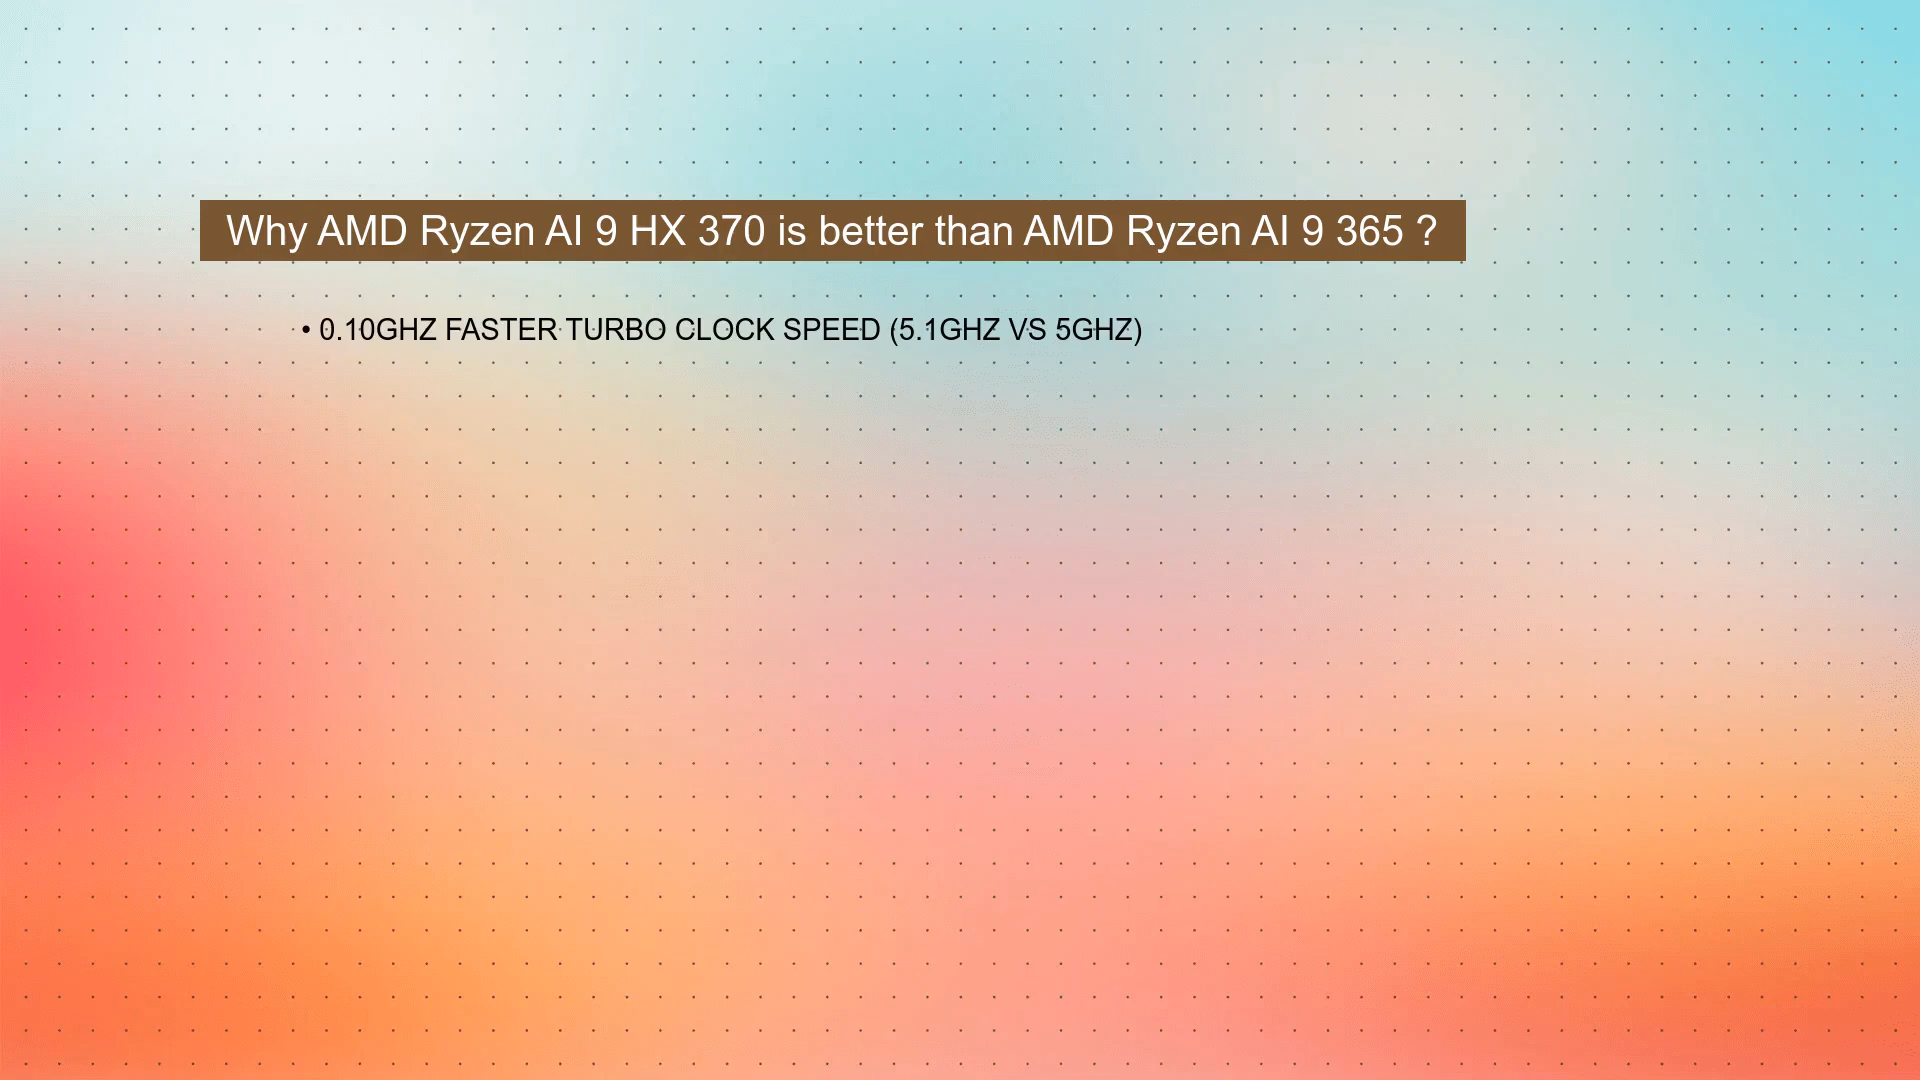 Why AMD Ryzen AI 9 HX 370 is better than AMD Ryzen AI 9 365 ?
• 0.10GHZ FASTER TURBO CLOCK SPEED (5.1GHZ VS 5GHZ)